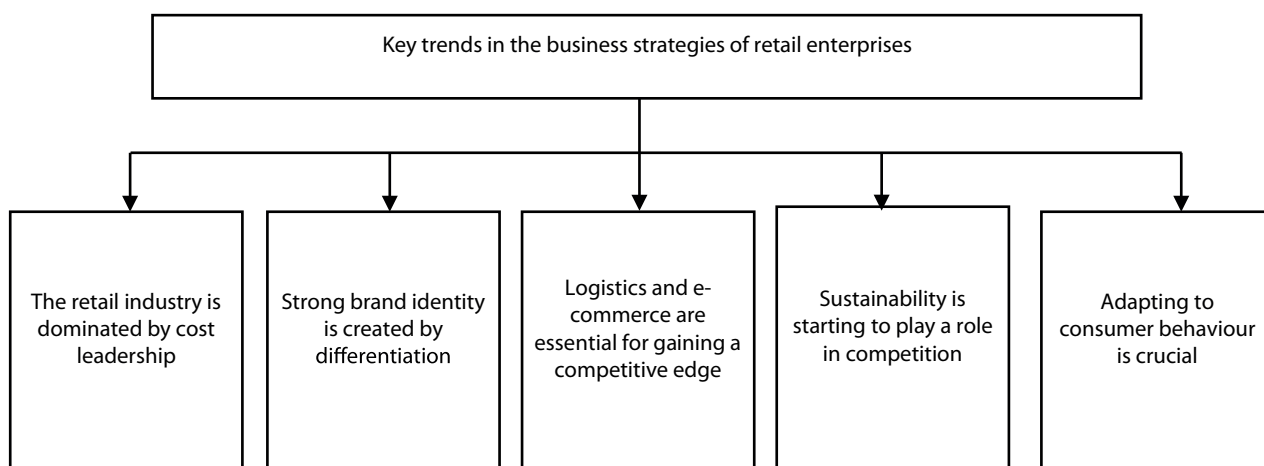 Key trends in the business strategies of retail enterprises
The retail industry is
dominated by cost
leadership
Strong brand identity
is created by
differentiation
Logistics and e-
commerce are
essential for gaining a
competitive edge
Sustainability is
starting to play a role
in competition
Adapting to
consumer behaviour
is crucial